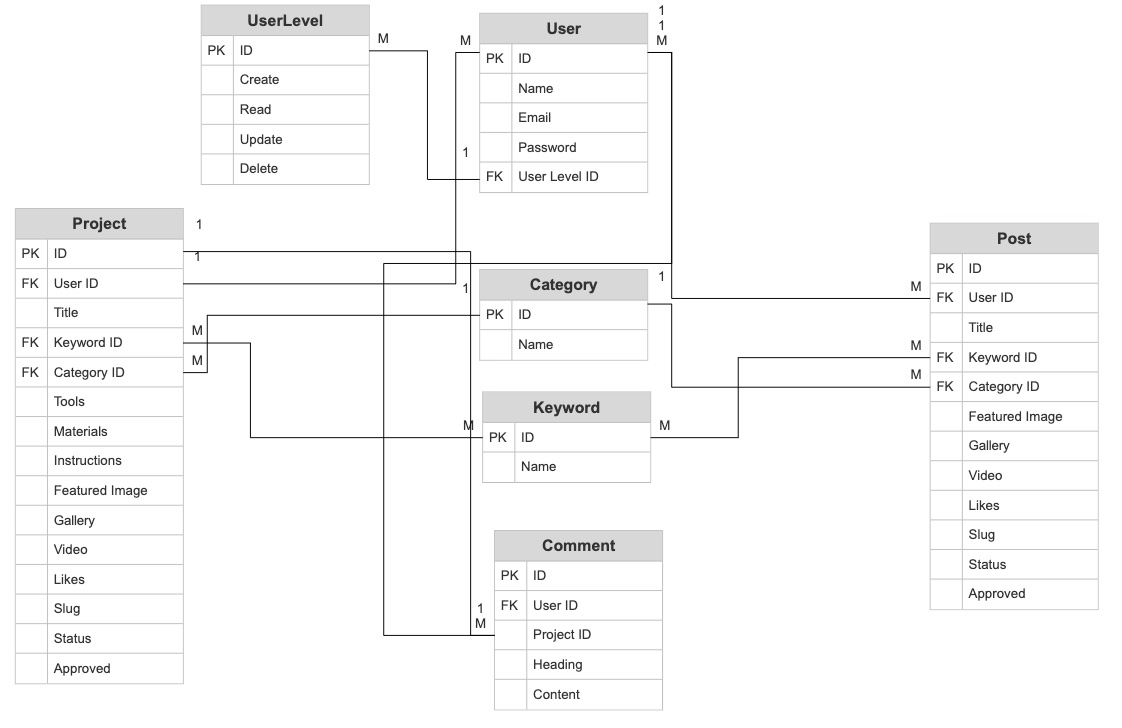 UserLevel
PK ID
Create
Read
Update
Delete
M
M
1
User
PK ID
Name
Email
Password
FK User Level ID
1
1
M
Project
PK ID
FK User ID
Title
FK Keyword ID
FK Category ID
Tools
Materials
Instructions
Featured Image
Gallery
Video
Likes
Slug
Status
Approved
1
1
M
M
1
Category
PK ID
Name
1
M
Keyword
PK ID
Name
M
Comment
PK ID
FK User ID
Project ID
Heading
Content
1
M
M
M
M
Post
PK ID
FK User ID
Title
FK Keyword ID
FK Category ID
Featured Image
Gallery
Video
Likes
Slug
Status
Approved